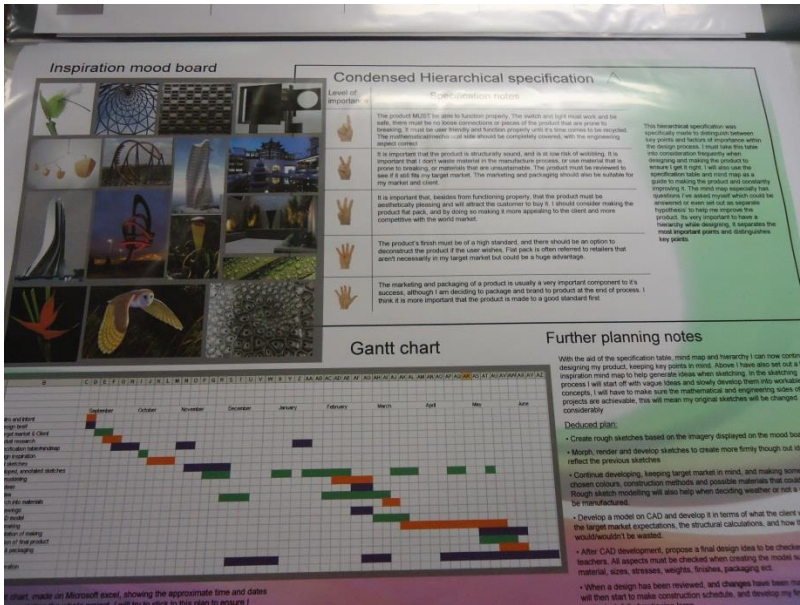 Inspiration mood board
Condensed Hierarchical specification
Level of
importan
Specification notes
The product MUST be able to function properly. The switch and light must work and be
safe, there must be no loose connections or pieces of the product that are prone to
breaking. It must be user friendly and function properly until it's time comes to be recycled.
The mathematical/mechanical side should be completely covered, with the engineering
aspect correct
It is important that the product is structurally sound, and is at low risk of wobbling. It is
important that I don't waste material in the manufacture process, or use material that is
prone to breaking, or materials that are unsustainable. The product must be reviewed to
see if it still fits my target market. The marketing and packaging should also be suitable for
my market and client
It is important that, besides from functioning properly, that the product must be
aesthetically pleasing and will attract the customer to buy it. I should consider making the
product flat pack, and by doing so making it more appealing to the client and more
competitive with the world market.
The product's finish must be of a high standard, and there should be an option to
deconstruct the product if the user wishes. Flat pack is often referred to retailers that
aren't necessarily in my target market but could be a huge advantage.
The marketing and packaging of a product is usually a very important component to it's
success, although I am deciding to package and brand to product at the end of process. I
think it is more important that the product is made to a good standard first
This hierarchical specification was
specifically made to distinguish between
key points and factors of importance within
the design process. I must take this table
into consideration frequently when
designing and making the product to
ensure I get it right. I will also use the
specification table and mind map as a
guide to making the product and constantly
improving it. The mind map especially has
questions I've asked myself which could be
answered or even set out as separate
hypothesis' to help me improve the
product. Its very important to have a
hierarchy while designing, it separates the
most important points and distinguishes
key points
Gantt chart
September October November December January February March April May June
market research
developed, annotated sketches
modelling
rch into materials
D model
making
ation of making
on of final product
packaging
t chart, made on Microsoft excel, showing the approximate time and dates
Further planning notes
With the aid of the specification table, mind map and hierarchy I can now contin
designing my product, keeping key points in mind. Above I have also set out a
inspiration mind map to help generate ideas when sketching. In the sketching
process I will start off with vague ideas and slowly develop them into workable
concepts, I will have to make sure the mathematical and engineering sides o
projects are achievable, this will mean my original sketches will be changed
considerably
Deduced plan:
• Create rough sketches based on the imagery displayed on the mood boa
• Morph, render and develop sketches to create more firmly though out id
reflect the previous sketches
• Continue developing, keeping target market in mind, and making som
chosen colours, construction methods and possible materials that coul
Rough sketch modelling will also help when deciding weather or not a
be manufactured.
• Develop a model on CAD and develop it in terms of what the client w
the target market expectations, the structural calculations, and how t
would/wouldn't be wasted.
• After CAD development, propose a final design idea to be checke
teachers. All aspects must be checked when creating the model su
material, sizes, stresses, weights, finishes, packaging ect.
• When a design has been reviewed, and changes have been ma
will then start to make construction schedule, and develop my fi